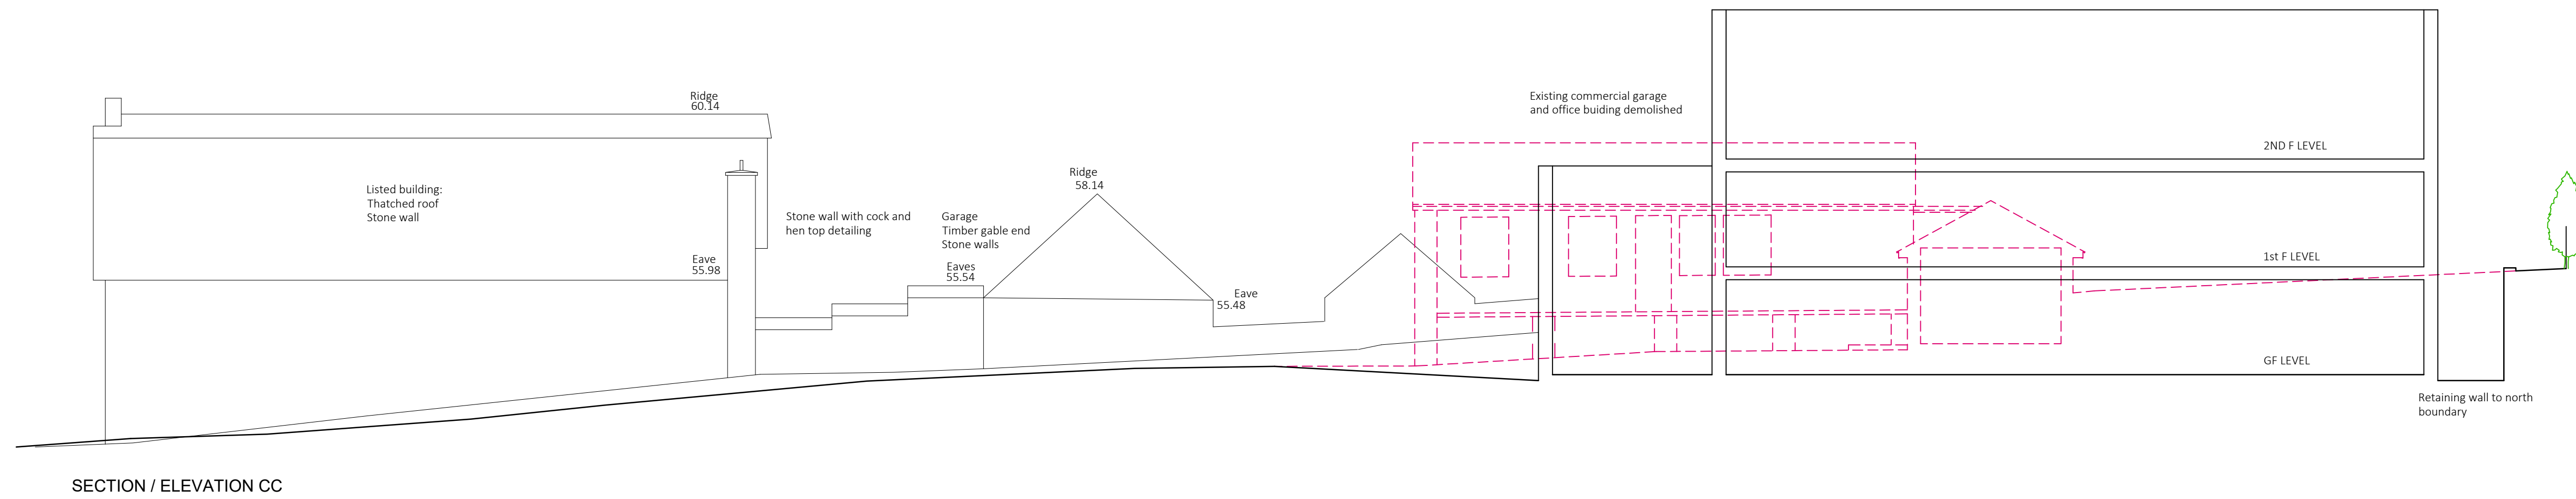 Ridge
60.14
Listed building:
Thatched roof
Stone wall
Eave
55.98
Stone wall with cock and
hen top detailing
Garage
Timber gable end
Stone walls
Eaves
55.54
Ridge
58.14
Eave
55.48
Existing commercial garage
and office buiding demolished
2ND F LEVEL
1st F LEVEL
GF LEVEL
Retaining wall to north
boundary
SECTION / ELEVATION CC